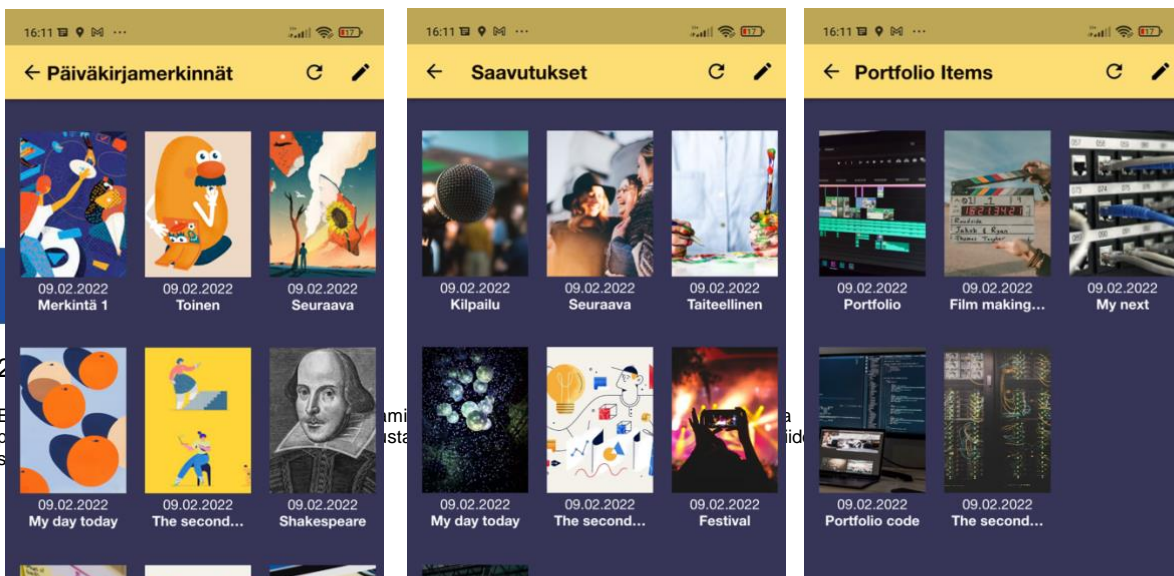 16:11
17
← Päiväkirjamerkinnät
09.02.2022
Merkintä 1
09.02.2022
Toinen
09.02.2022
Seuraava
09.02.2022
My day today
09.02.2022
The second...
09.02.2022
Shakespeare
16:11
17
← Saavutukset
09.02.2022
Kilpailu
09.02.2022
Seuraava
09.02.2022
Taiteellinen
09.02.2022
My day today
09.02.2022
The second...
09.02.2022
Festival
16:11
17
← Portfolio Items
09.02.2022
Portfolio
09.02.2022
Film making...
09.02.2022
My next
09.02.2022
Portfolio code
09.02.2022
The second...